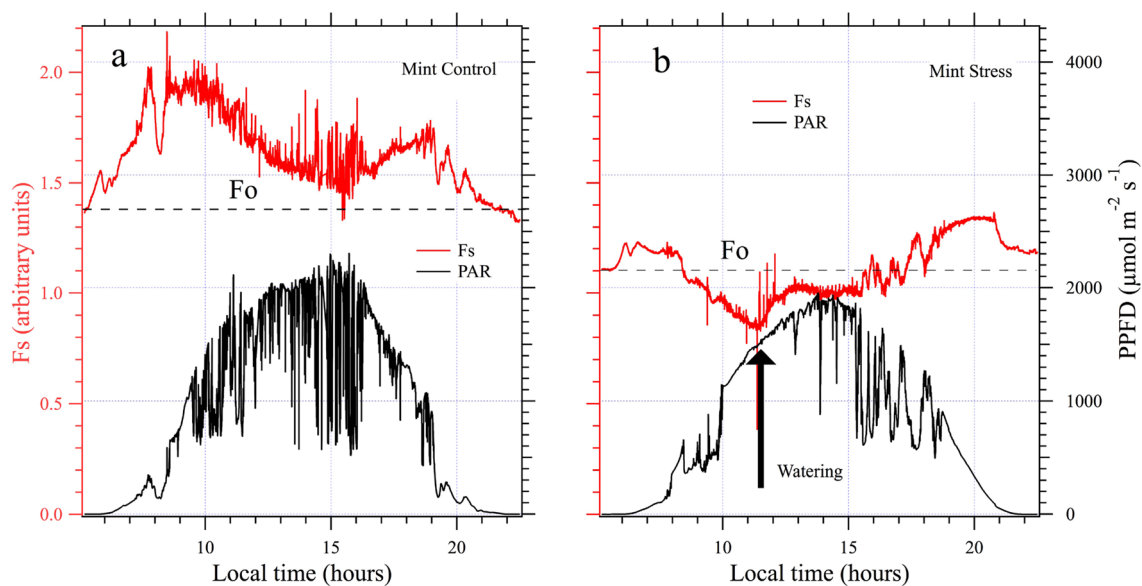 a
Mint Control
Fo
Fs
PAR
2.0
1.5
1.0
0.5
0.0
Fs (arbitrary units)
10
15
20
Local time (hours)
b
Mint Stress
Fs
PAR
Fo
Watering
4000
3000
2000
1000
0
PPFD (µmol m⁻² s⁻¹)
10
15
20
Local time (hours)